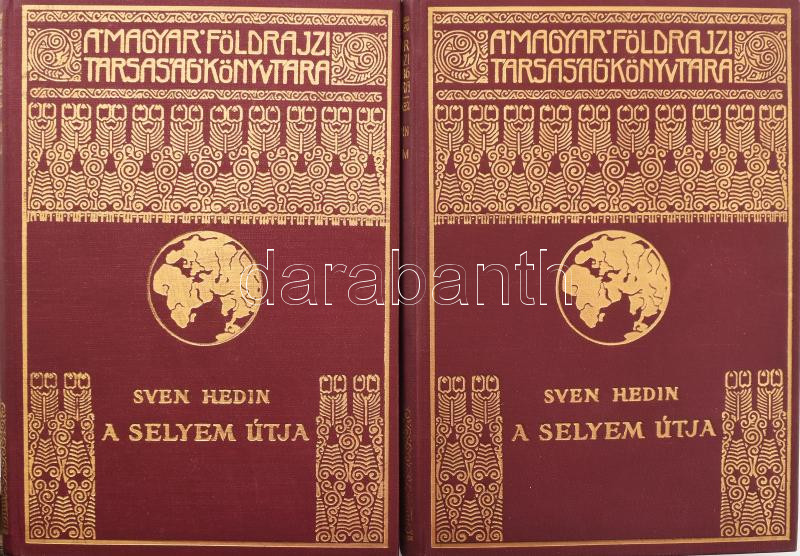 A MAGYAR FÖLDRAJZI
TÁRSASÁG KÖNYVTÁRA
SVEN HEDIN
A SELYEM ÚTJA
A MAGYAR FÖLDRAJZI
TÁRSASÁG KÖNYVTÁRA
SVEN HEDIN
A SELYEM ÚTJA
darabanth